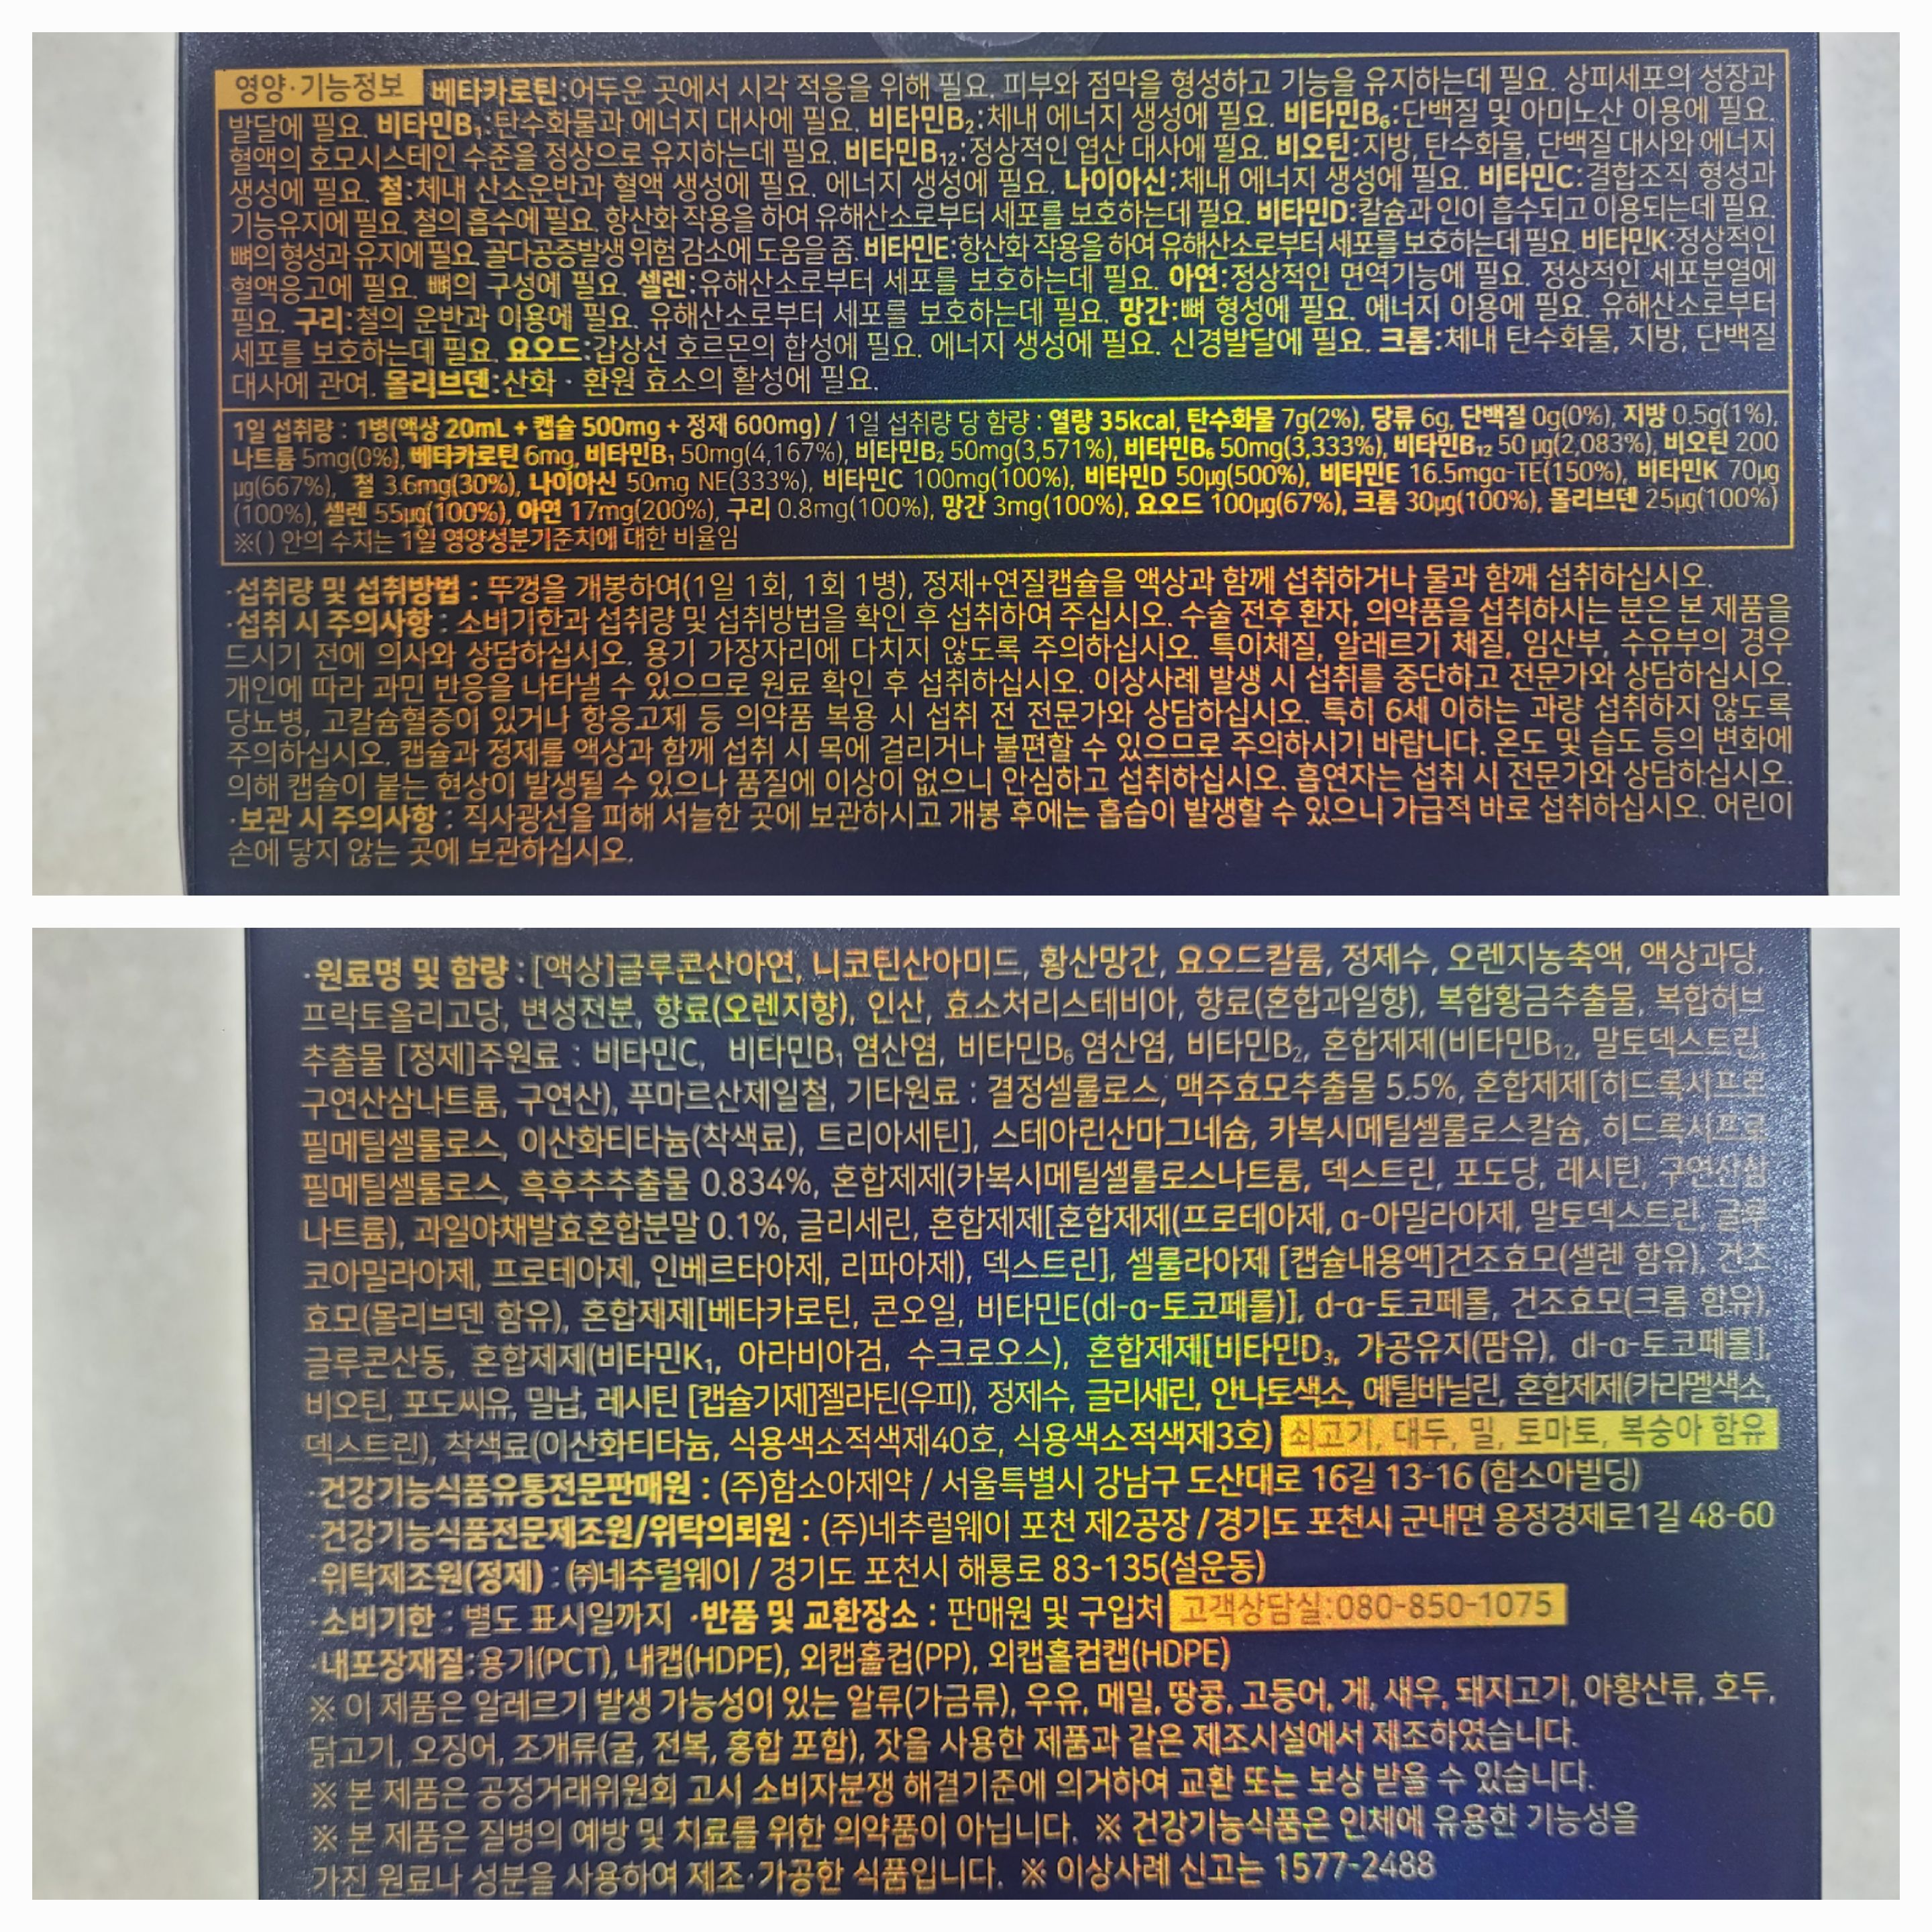 영양·기능정보 베타카로틴:어두운 곳에서 시각 적응을 위해 필요. 피부와 점막을 형성하고 기능을 유지하는데 필요. 상피세포의 성장과
발달에 필요. 비타민B₁:탄수화물과 에너지 대사에 필요. 비타민B₂:체내 에너지 생성에 필요. 비타민B₆:단백질 및 아미노산 이용에 필요.
혈액의 호모시스테인 수준을 정상으로 유지하는데 필요. 비타민B₁₂:정상적인 엽산 대사에 필요. 비오틴:지방, 탄수화물, 단백질 대사와 에너지
생성에 필요. 철:체내 산소운반과 혈액 생성에 필요. 에너지 생성에 필요. 나이아신:체내 에너지 생성에 필요. 비타민C:결합조직 형성과
기능유지에 필요. 철의 흡수에 필요. 항산화 작용을 하여 유해산소로부터 세포를 보호하는데 필요. 비타민D:칼슘과 인이 흡수되고 이용되는데 필요.
뼈의 형성과 유지에 필요. 골다공증발생 위험 감소에 도움을 줌. 비타민E:항산화 작용을 하여 유해산소로부터 세포를 보호하는데 필요. 비타민K:정상적인
혈액응고에 필요. 뼈의 구성에 필요. 셀렌:유해산소로부터 세포를 보호하는데 필요. 아연:정상적인 면역기능에 필요. 정상적인 세포분열에
필요. 구리:철의 운반과 이용에 필요. 유해산소로부터 세포를 보호하는데 필요. 망간:뼈 형성에 필요. 에너지 이용에 필요. 유해산소로부터
세포를 보호하는데 필요. 요오드:갑상선 호르몬의 합성에 필요. 에너지 생성에 필요. 신경발달에 필요. 크롬:체내 탄수화물, 지방, 단백질
대사에 관여. 몰리브덴:산화 · 환원 효소의 활성에 필요.
1일 섭취량 : 1병(액상 20mL + 캡슐 500mg + 정제 600mg) / 1일 섭취량 당 함량 : 열량 35kcal, 탄수화물 7g(2%), 당류 6g, 단백질 0g(0%), 지방 0.5g(1%),
나트륨 5mg(0%), 베타카로틴 6mg, 비타민B₁ 50mg(4,167%), 비타민B₂ 50mg(3,571%), 비타민B₆ 50mg(3,333%), 비타민B₁₂ 50 µg(2,083%), 비오틴 200
µg(667%), 철 3.6mg(30%), 나이아신 50mg NE(333%), 비타민C 100mg(100%), 비타민D 50µg(500%), 비타민E 16.5mgα-TE(150%), 비타민K 70µg
(100%), 셀렌 55µg(100%), 아연 17mg(200%), 구리 0.8mg(100%), 망간 3mg(100%), 요오드 100µg(67%), 크롬 30µg(100%), 몰리브덴 25µg(100%)
※( ) 안의 수치는 1일 영양성분기준치에 대한 비율임
·섭취량 및 섭취방법 : 뚜껑을 개봉하여(1일 1회, 1회 1병), 정제+연질캡슐을 액상과 함께 섭취하거나 물과 함께 섭취하십시오.
·섭취 시 주의사항 : 소비기한과 섭취량 및 섭취방법을 확인 후 섭취하여 주십시오. 수술 전후 환자, 의약품을 섭취하시는 분은 본 제품을
드시기 전에 의사와 상담하십시오. 용기 가장자리에 다치지 않도록 주의하십시오. 특이체질, 알레르기 체질, 임산부, 수유부의 경우
개인에 따라 과민 반응을 나타낼 수 있으므로 원료 확인 후 섭취하십시오. 이상사례 발생 시 섭취를 중단하고 전문가와 상담하십시오.
당뇨병, 고칼슘혈증이 있거나 항응고제 등 의약품 복용 시 섭취 전 전문가와 상담하십시오. 특히 6세 이하는 과량 섭취하지 않도록
주의하십시오. 캡슐과 정제를 액상과 함께 섭취 시 목에 걸리거나 불편할 수 있으므로 주의하시기 바랍니다. 온도 및 습도 등의 변화에
의해 캡슐이 붙는 현상이 발생될 수 있으나 품질에 이상이 없으니 안심하고 섭취하십시오. 흡연자는 섭취 시 전문가와 상담하십시오.
·보관 시 주의사항 : 직사광선을 피해 서늘한 곳에 보관하시고 개봉 후에는 흡습이 발생할 수 있으니 가급적 바로 섭취하십시오. 어린이
손에 닿지 않는 곳에 보관하십시오.
·원료명 및 함량 : [액상]글루콘산아연, 니코틴산아미드, 황산망간, 요오드칼륨, 정제수, 오렌지농축액, 액상과당,
프락토올리고당, 변성전분, 향료(오렌지향), 인산, 효소처리스테비아, 향료(혼합과일향), 복합황금추출물, 복합허브
추출물 [정제]주원료 : 비타민C, 비타민B₁ 염산염, 비타민B₆ 염산염, 비타민B₂, 혼합제제(비타민B₁₂, 말토덱스트린,
구연산삼나트륨, 구연산), 푸마르산제일철, 기타원료 : 결정셀룰로스, 맥주효모추출물 5.5%, 혼합제제[히드록시프로
필메틸셀룰로스, 이산화티타늄(착색료), 트리아세틴], 스테아린산마그네슘, 카복시메틸셀룰로스칼슘, 히드록시프로
필메틸셀룰로스, 흑후추추출물 0.834%, 혼합제제(카복시메틸셀룰로스나트륨, 덱스트린, 포도당, 레시틴, 구연산삼
나트륨), 과일야채발효혼합분말 0.1%, 글리세린, 혼합제제[혼합제제(프로테아제, α-아밀라아제, 말토덱스트린, 글루
코아밀라아제, 프로테아제, 인베르타아제, 리파아제), 덱스트린], 셀룰라아제 [캡슐내용액]건조효모(셀렌 함유), 건조
효모(몰리브덴 함유), 혼합제제[베타카로틴, 콘오일, 비타민E(dl-α-토코페롤)], d-α-토코페롤, 건조효모(크롬 함유),
글루콘산동, 혼합제제(비타민K₁, 아라비아검, 수크로오스), 혼합제제[비타민D₃, 가공유지(팜유), dl-α-토코페롤],
비오틴, 포도씨유, 밀납, 레시틴 [캡슐기제]젤라틴(우피), 정제수, 글리세린, 안나토색소, 에틸바닐린, 혼합제제(카라멜색소,
덱스트린), 착색료(이산화티타늄, 식용색소적색제40호, 식용색소적색제3호) 쇠고기, 대두, 밀, 토마토, 복숭아 함유
·건강기능식품유통전문판매원 : (주)함소아제약 / 서울특별시 강남구 도산대로 16길 13-16 (함소아빌딩)
·건강기능식품전문제조원/위탁의뢰원 : (주)네추럴웨이 포천 제2공장 / 경기도 포천시 군내면 용정경제로1길 48-60
·위탁제조원(정제) : ㈜네추럴웨이 / 경기도 포천시 해룡로 83-135(설운동)
·소비기한 : 별도 표시일까지 ·반품 및 교환장소 : 판매원 및 구입처 고객상담실:080-850-1075
·내포장재질:용기(PCT), 내캡(HDPE), 외캡홀컵(PP), 외캡홀컵캡(HDPE)
※ 이 제품은 알레르기 발생 가능성이 있는 알류(가금류), 우유, 메밀, 땅콩, 고등어, 게, 새우, 돼지고기, 아황산류, 호두,
닭고기, 오징어, 조개류(굴, 전복, 홍합 포함), 잣을 사용한 제품과 같은 제조시설에서 제조하였습니다.
※ 본 제품은 공정거래위원회 고시 소비자분쟁 해결기준에 의거하여 교환 또는 보상 받을 수 있습니다.
※ 본 제품은 질병의 예방 및 치료를 위한 의약품이 아닙니다. ※ 건강기능식품은 인체에 유용한 기능성을
가진 원료나 성분을 사용하여 제조·가공한 식품입니다. ※ 이상사례 신고는 1577-2488